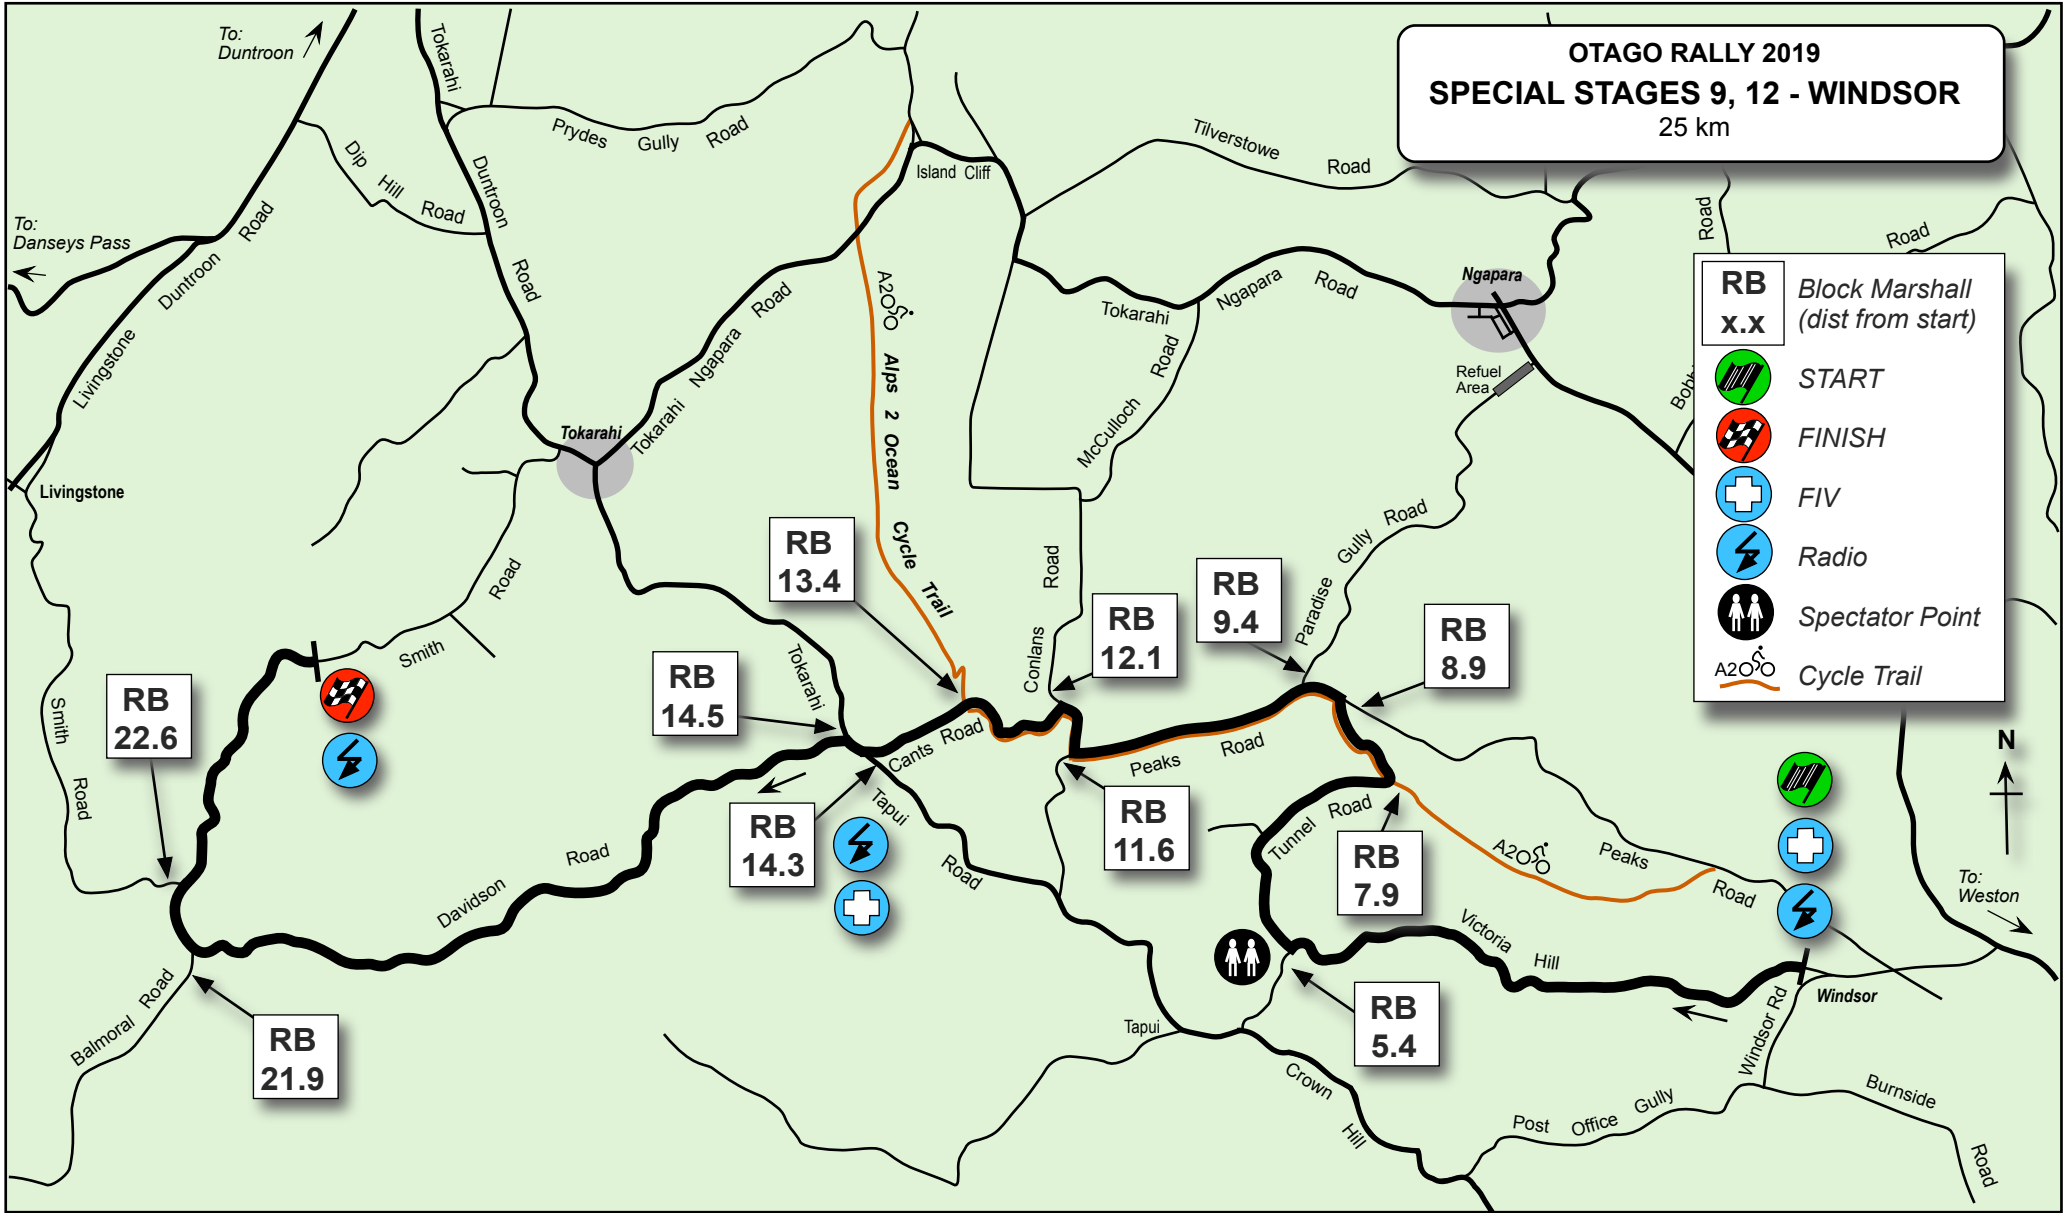 OTAGO RALLY 2019
SPECIAL STAGES 9, 12 - WINDSOR
25 km
To:
Duntroon
Tokarahi
Duntroon
Road
Prydes Gully Road
Dip Hill Road
To:
Danseys Pass
Livingstone Duntroon Road
Livingstone
Island Cliff
Tilverstowe Road
Road
Road
Tokarahi Ngapara Road
Ngapara
Refuel
Area
McCulloch Road
Tokarahi
Tokarahi Ngapara Road
A2O
Alps 2 Ocean Cycle Trail
RB
x.x
Block Marshall
(dist from start)
START
FINISH
FIV
Radio
Spectator Point
A2O
Cycle Trail
N
Paradise Gully Road
Conlans Road
Smith Road
Smith Road
Tokarahi
Tapui
Road
Cants Road
Peaks Road
Peaks Road
A2O
Tunnel Road
Victoria Hill
Davidson Road
Balmoral Road
RB
13.4
RB
9.4
RB
12.1
RB
8.9
RB
14.5
RB
22.6
RB
14.3
RB
11.6
RB
7.9
RB
5.4
RB
21.9
To:
Weston
Windsor
Windsor Rd
Tapui
Crown Hill
Post Office Gully
Burnside Road